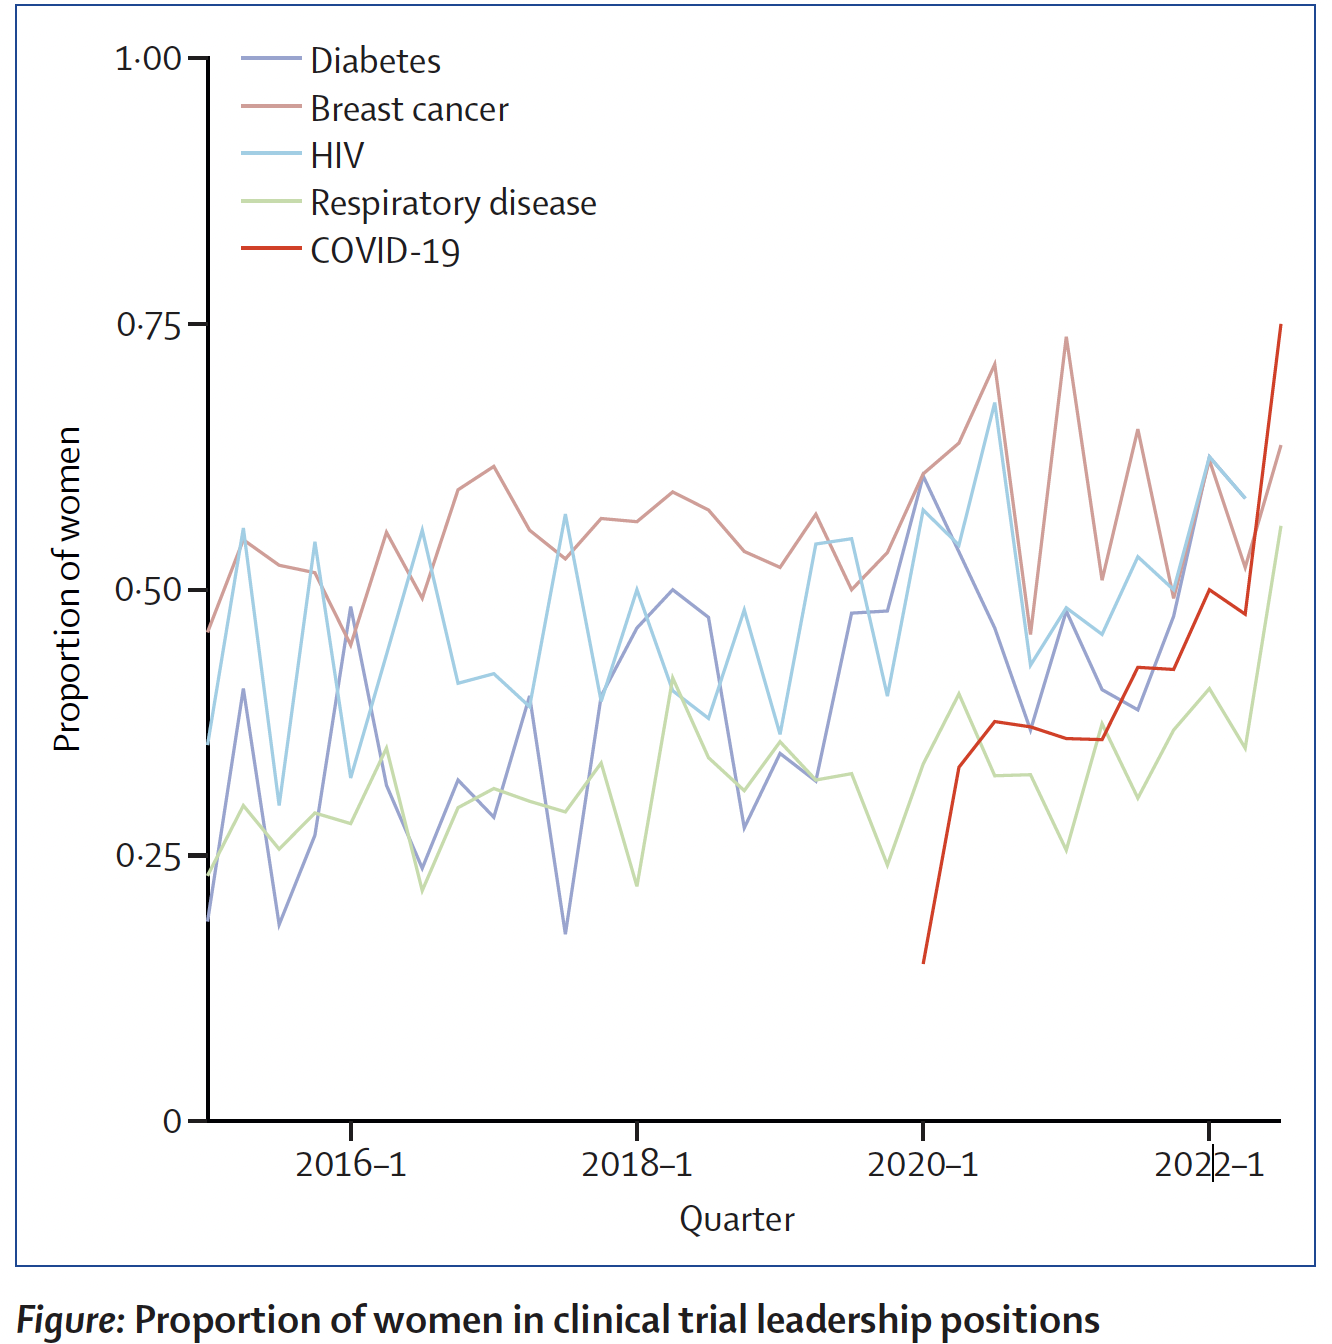 1·00
Diabetes
Breast cancer
HIV
Respiratory disease
COVID-19
0·75
0·50
0·25
0
Proportion of women
2016–1
2018–1
2020–1
2022–1
Quarter
Figure: Proportion of women in clinical trial leadership positions